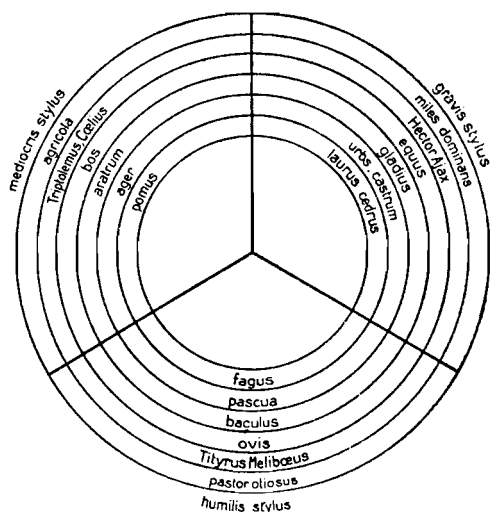 mediocris stylus
agricola
Triptolemus, Cœlius
bos
aratrum
ager
pomus
gravis stylus
miles dominans
Hector Ajax
equus
gladius
urbs. castrum
laurus cedrus
fagus
pascua
baculus
ovis
Tityrus Melibœus
pastor otiosus
humilis stylus